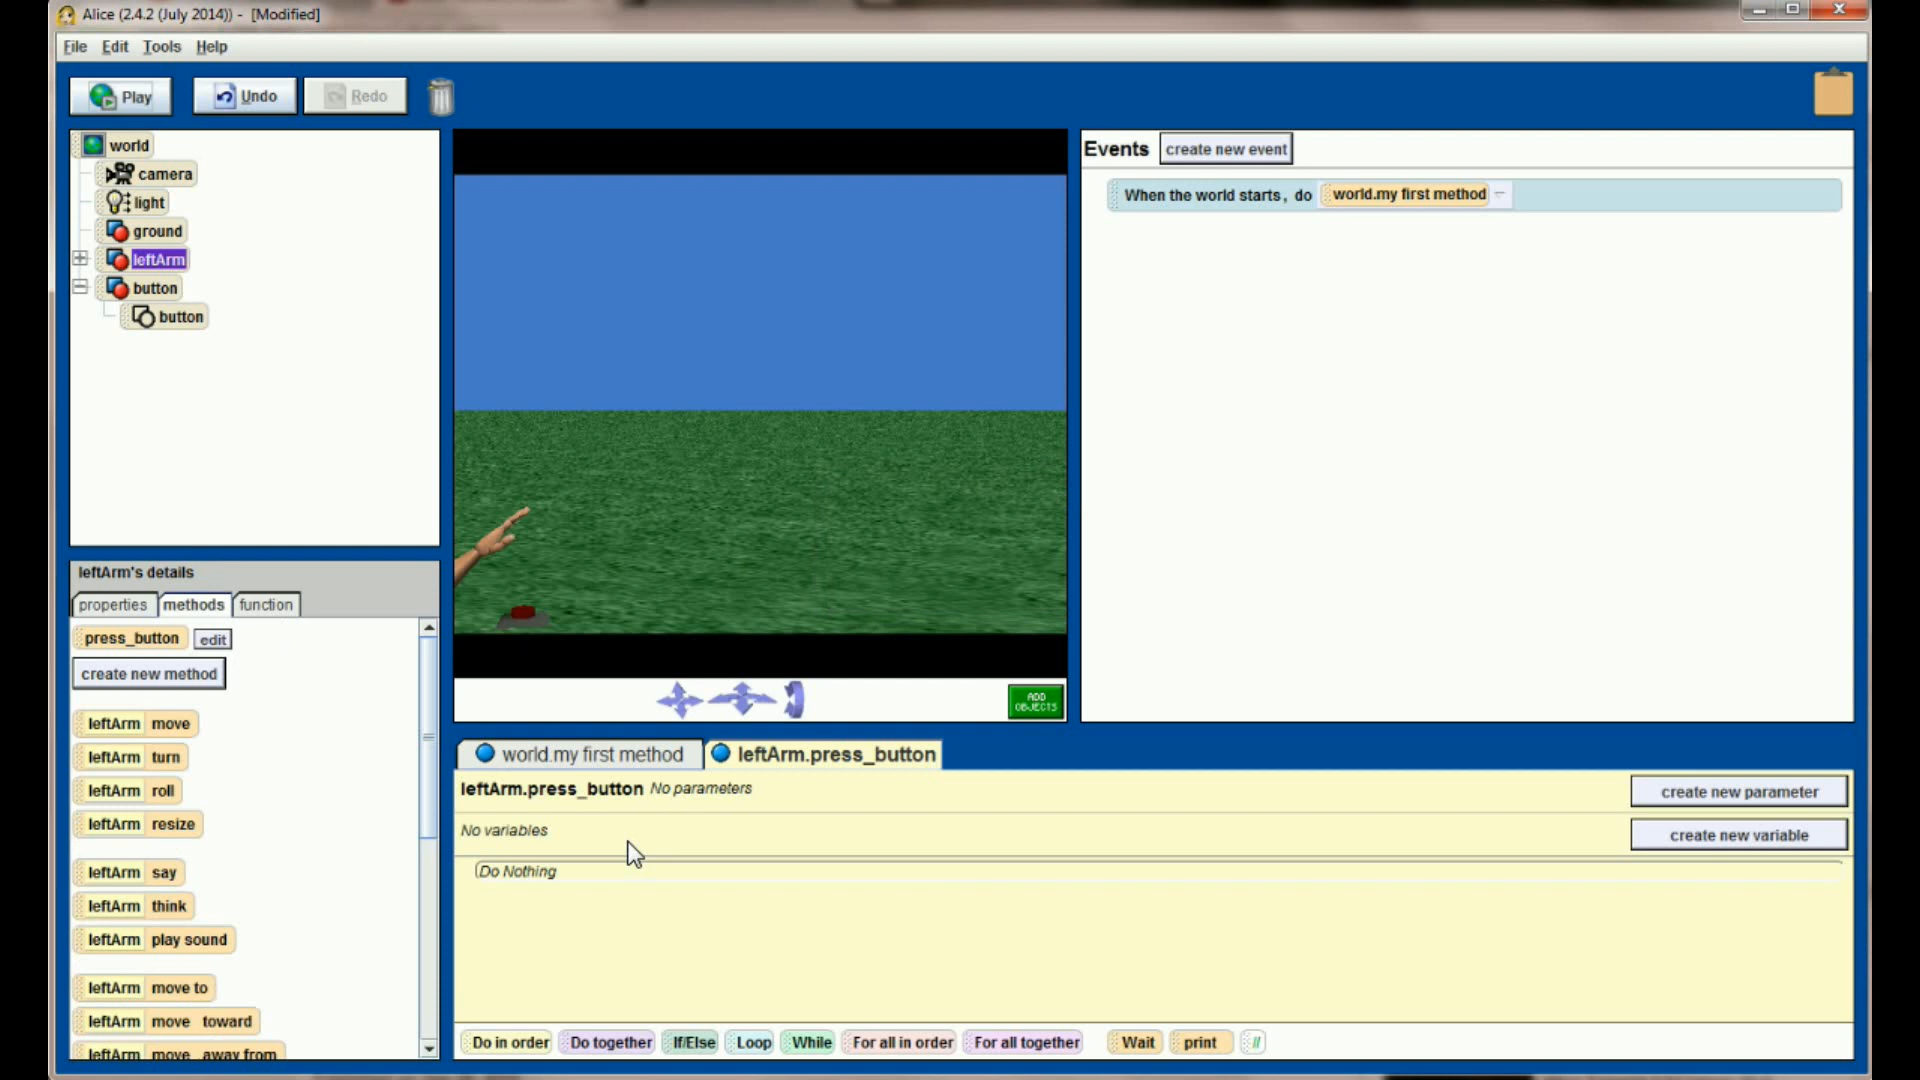 Alice (2.4.2 (July 2014)) - [Modified]
File Edit Tools Help
Play Undo Redo
world
camera
light
ground
leftArm
button
button
Events create new event
When the world starts, do world.my first method
ADD
OBJECTS
leftArm's details
properties methods function
press_button edit
create new method
leftArm move
leftArm turn
leftArm roll
leftArm resize
leftArm say
leftArm think
leftArm play sound
leftArm move to
leftArm move toward
leftArm move away from
world.my first method leftArm.press_button
leftArm.press_button No parameters
create new parameter
No variables
create new variable
Do Nothing
Do in order Do together If/Else Loop While For all in order For all together Wait print //